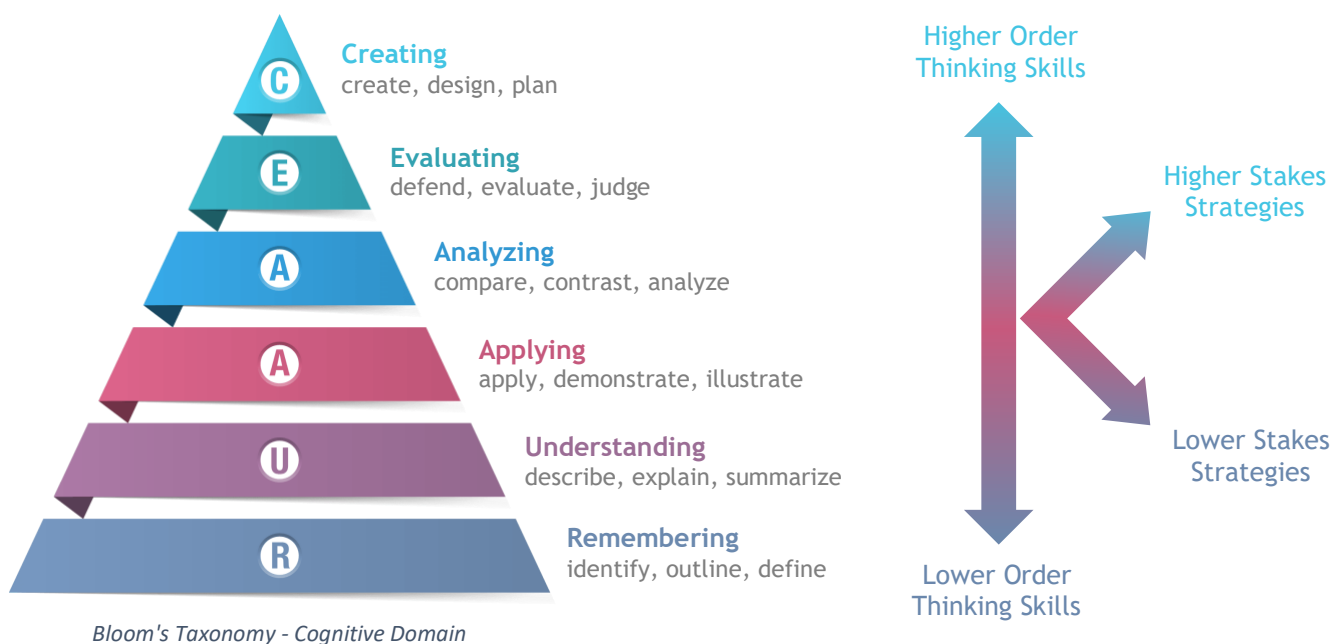 C
Creating
create, design, plan
E
Evaluating
defend, evaluate, judge
A
Analyzing
compare, contrast, analyze
A
Applying
apply, demonstrate, illustrate
U
Understanding
describe, explain, summarize
R
Remembering
identify, outline, define
Bloom's Taxonomy - Cognitive Domain
Higher Order
Thinking Skills
Higher Stakes
Strategies
Lower Stakes
Strategies
Lower Order
Thinking Skills